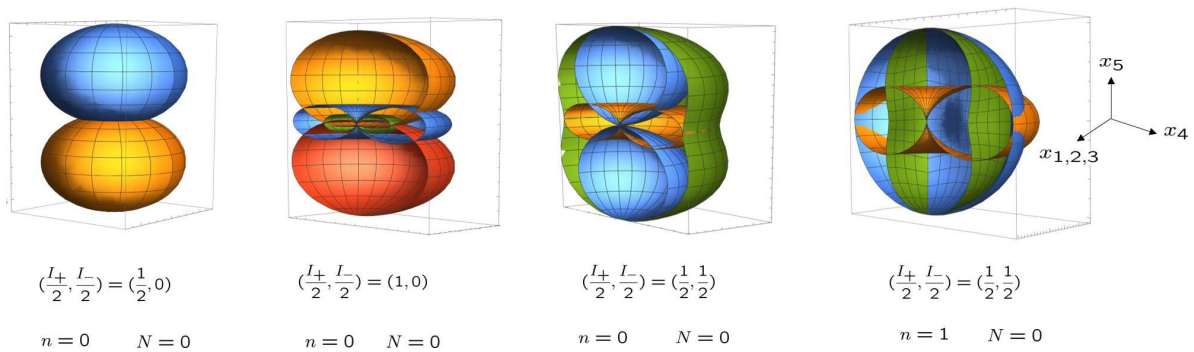 x₅
x₄
x₁,₂,₃
(I₊/2, I₋/2) = (1/2, 0)
(I₊/2, I₋/2) = (1, 0)
(I₊/2, I₋/2) = (1/2, 1/2)
(I₊/2, I₋/2) = (1/2, 1/2)
n = 0 N = 0
n = 0 N = 0
n = 0 N = 0
n = 1 N = 0